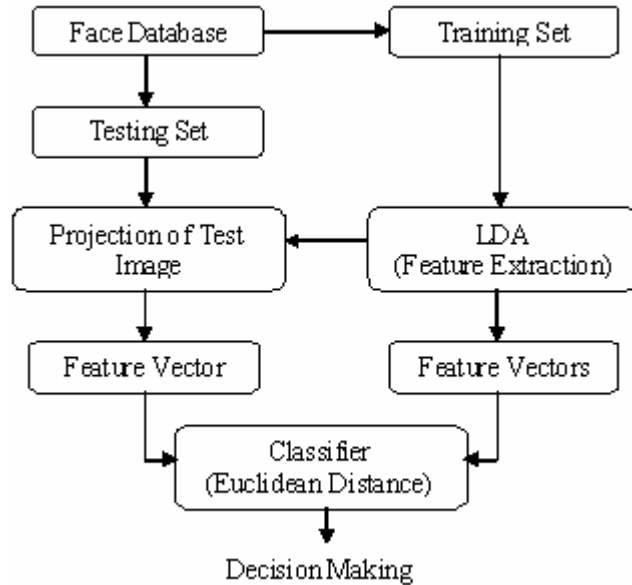 Face Database
Training Set
Testing Set
Projection of Test
Image
LDA
(Feature Extraction)
Feature Vector
Feature Vectors
Classifier
(Euclidean Distance)
Decision Making